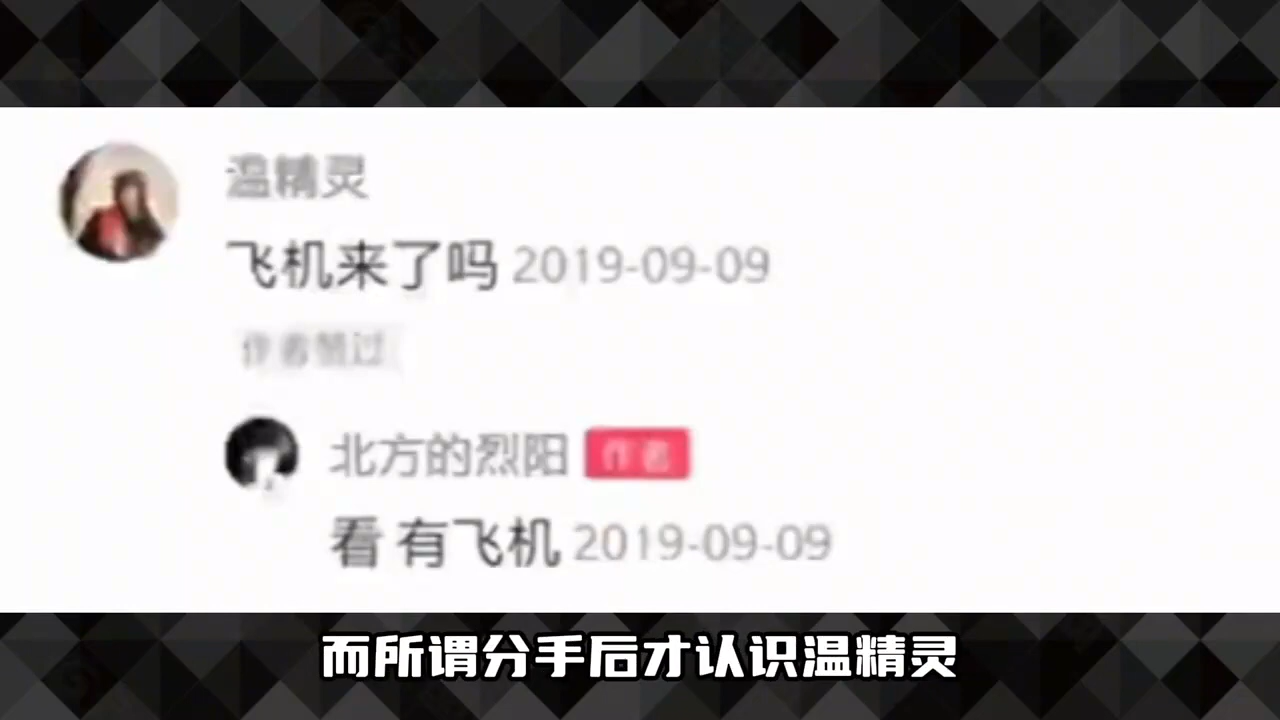 温精灵
飞机来了吗 2019-09-09
作者赞过
北方的烈阳 作者
看 有飞机 2019-09-09
而所谓分手后才认识温精灵